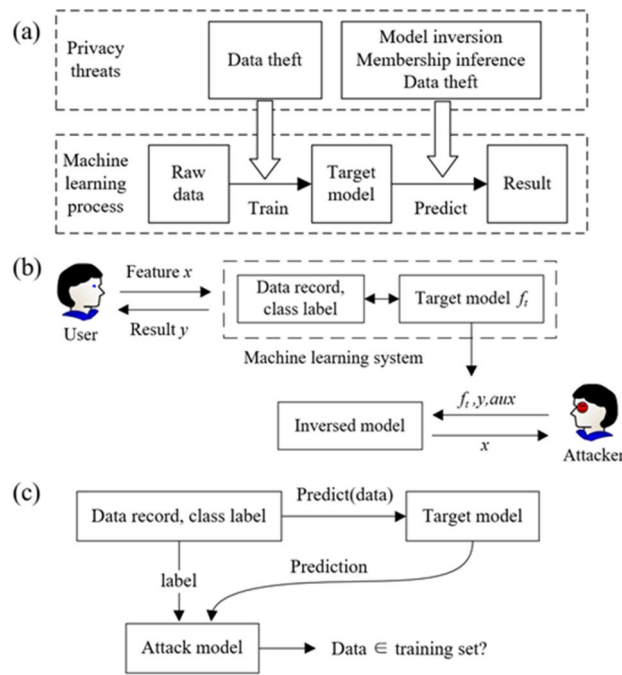 (a)
Privacy
threats
Data theft
Model inversion
Membership inference
Data theft
Machine
learning
process
Raw
data
Train
Target
model
Predict
Result
(b)
User
Feature x
Result y
Data record,
class label
Target model fₜ
Machine learning system
Inversed model
fₜ ,y,aux
x
Attacker
(c)
Data record, class label
Predict(data)
Target model
label
Prediction
Attack model
Data ∈ training set?